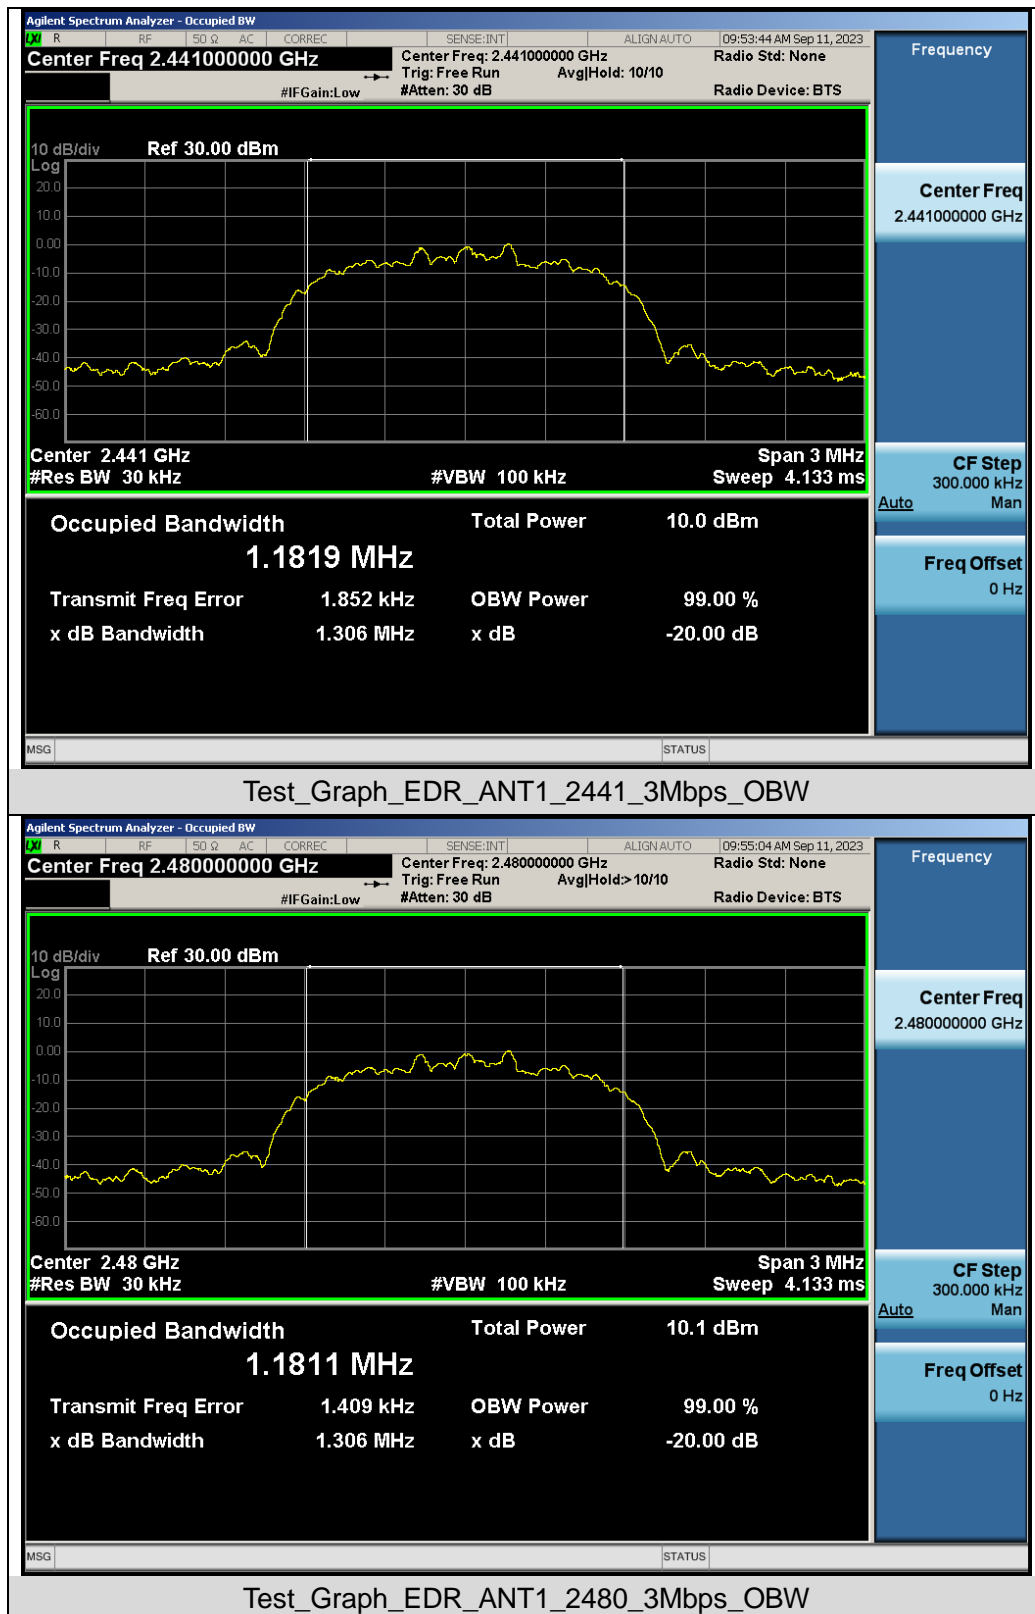 Agilent Spectrum Analyzer - Occupied BW
LXI R RF 50 Ω AC CORREC SENSE:INT ALIGN AUTO 09:53:44 AM Sep 11, 2023
Center Freq 2.441000000 GHz
Center Freq: 2.441000000 GHz Radio Std: None
Trig: Free Run Avg|Hold: 10/10
#IFGain:Low #Atten: 30 dB Radio Device: BTS
Frequency
10 dB/div Ref 30.00 dBm
Log
20.0
10.0
0.00
-10.0
-20.0
-30.0
-40.0
-50.0
-60.0
Center 2.441 GHz Span 3 MHz
#Res BW 30 kHz #VBW 100 kHz Sweep 4.133 ms
Center Freq
2.441000000 GHz
CF Step
300.000 kHz
Auto Man
Freq Offset
0 Hz
Occupied Bandwidth Total Power 10.0 dBm
1.1819 MHz
Transmit Freq Error 1.852 kHz OBW Power 99.00 %
x dB Bandwidth 1.306 MHz x dB -20.00 dB
MSG STATUS
Test_Graph_EDR_ANT1_2441_3Mbps_OBW
Agilent Spectrum Analyzer - Occupied BW
LXI R RF 50 Ω AC CORREC SENSE:INT ALIGN AUTO 09:55:04 AM Sep 11, 2023
Center Freq 2.480000000 GHz
Center Freq: 2.480000000 GHz Radio Std: None
Trig: Free Run Avg|Hold:>10/10
#IFGain:Low #Atten: 30 dB Radio Device: BTS
Frequency
10 dB/div Ref 30.00 dBm
Log
20.0
10.0
0.00
-10.0
-20.0
-30.0
-40.0
-50.0
-60.0
Center 2.48 GHz Span 3 MHz
#Res BW 30 kHz #VBW 100 kHz Sweep 4.133 ms
Center Freq
2.480000000 GHz
CF Step
300.000 kHz
Auto Man
Freq Offset
0 Hz
Occupied Bandwidth Total Power 10.1 dBm
1.1811 MHz
Transmit Freq Error 1.409 kHz OBW Power 99.00 %
x dB Bandwidth 1.306 MHz x dB -20.00 dB
MSG STATUS
Test_Graph_EDR_ANT1_2480_3Mbps_OBW